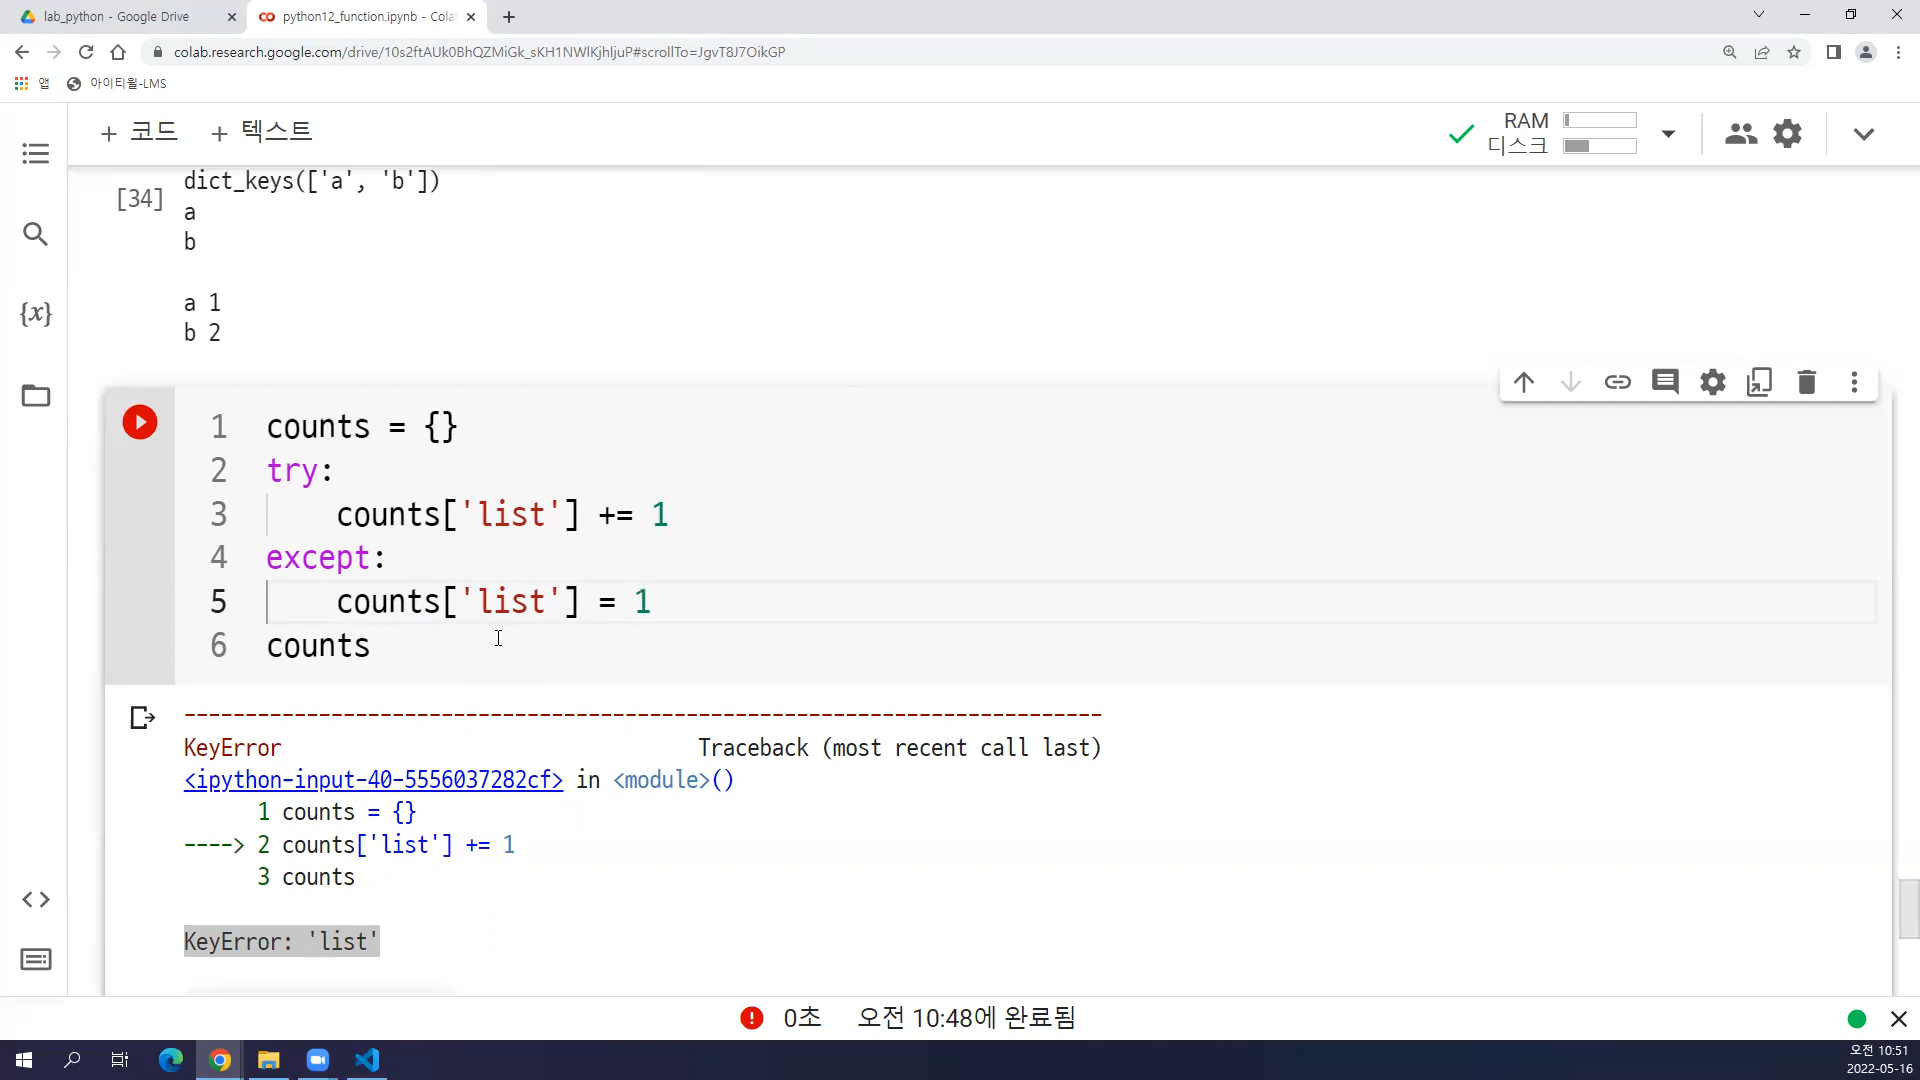 lab_python - Google Drive
python12_function.ipynb - Cola
colab.research.google.com/drive/10s2ftAUk0BhQZMiGk_sKH1NWlKjhljuP#scrollTo=JgvT8J7OikGP
앱
아이티윌-LMS
+ 코드 + 텍스트
RAM
디스크
[34]
dict_keys(['a', 'b'])
a
b
a 1
b 2
1 counts = {}
2 try:
3 counts['list'] += 1
4 except:
5 counts['list'] = 1
6 counts
---------------------------------------------------------------------------
KeyError Traceback (most recent call last)
<ipython-input-40-5556037282cf> in <module>()
1 counts = {}
----> 2 counts['list'] += 1
3 counts
KeyError: 'list'
0초 오전 10:48에 완료됨
오전 10:51
2022-05-16